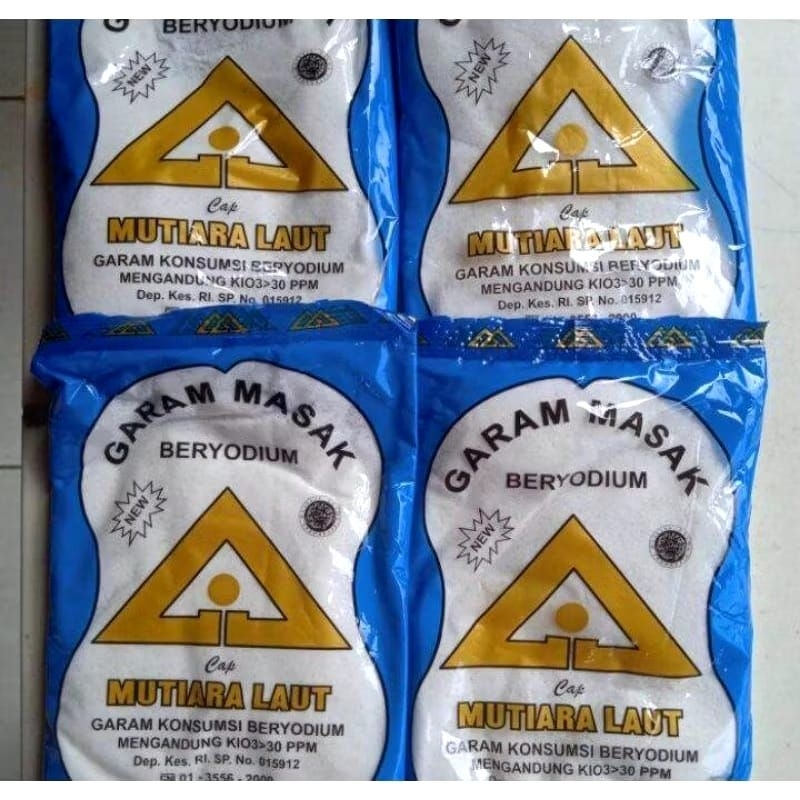 BERYODIUM
NEW
Cap
MUTIARA LAUT
GARAM KONSUMSI BERYODIUM
MENGANDUNG KIO3>30 PPM
Dep. Kes. RI. SP. No. 015912
NEW
Cap
MUTIARA LAUT
GARAM KONSUMSI BERYODIUM
MENGANDUNG KIO3>30 PPM
Dep. Kes. RI. SP. No. 015912
GARAM MASAK
BERYODIUM
NEW
Cap
MUTIARA LAUT
GARAM KONSUMSI BERYODIUM
MENGANDUNG KIO3>30 PPM
Dep. Kes. RI. SP. No. 015912
01 - 3556 - 2000
GARAM MASAK
BERYODIUM
NEW
Cap
MUTIARA LAUT
GARAM KONSUMSI BERYODIUM
MENGANDUNG KIO3>30 PPM